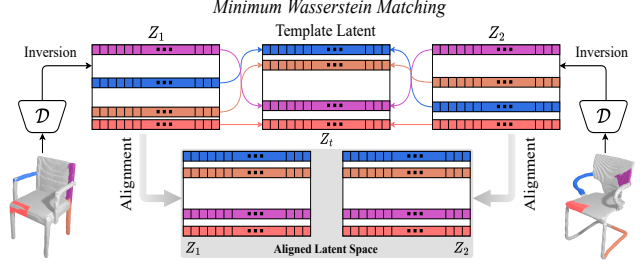 Minimum Wasserstein Matching
Z1 Template Latent Z2
Inversion Inversion
D D
Zt
Alignment Alignment
Z1 Aligned Latent Space Z2